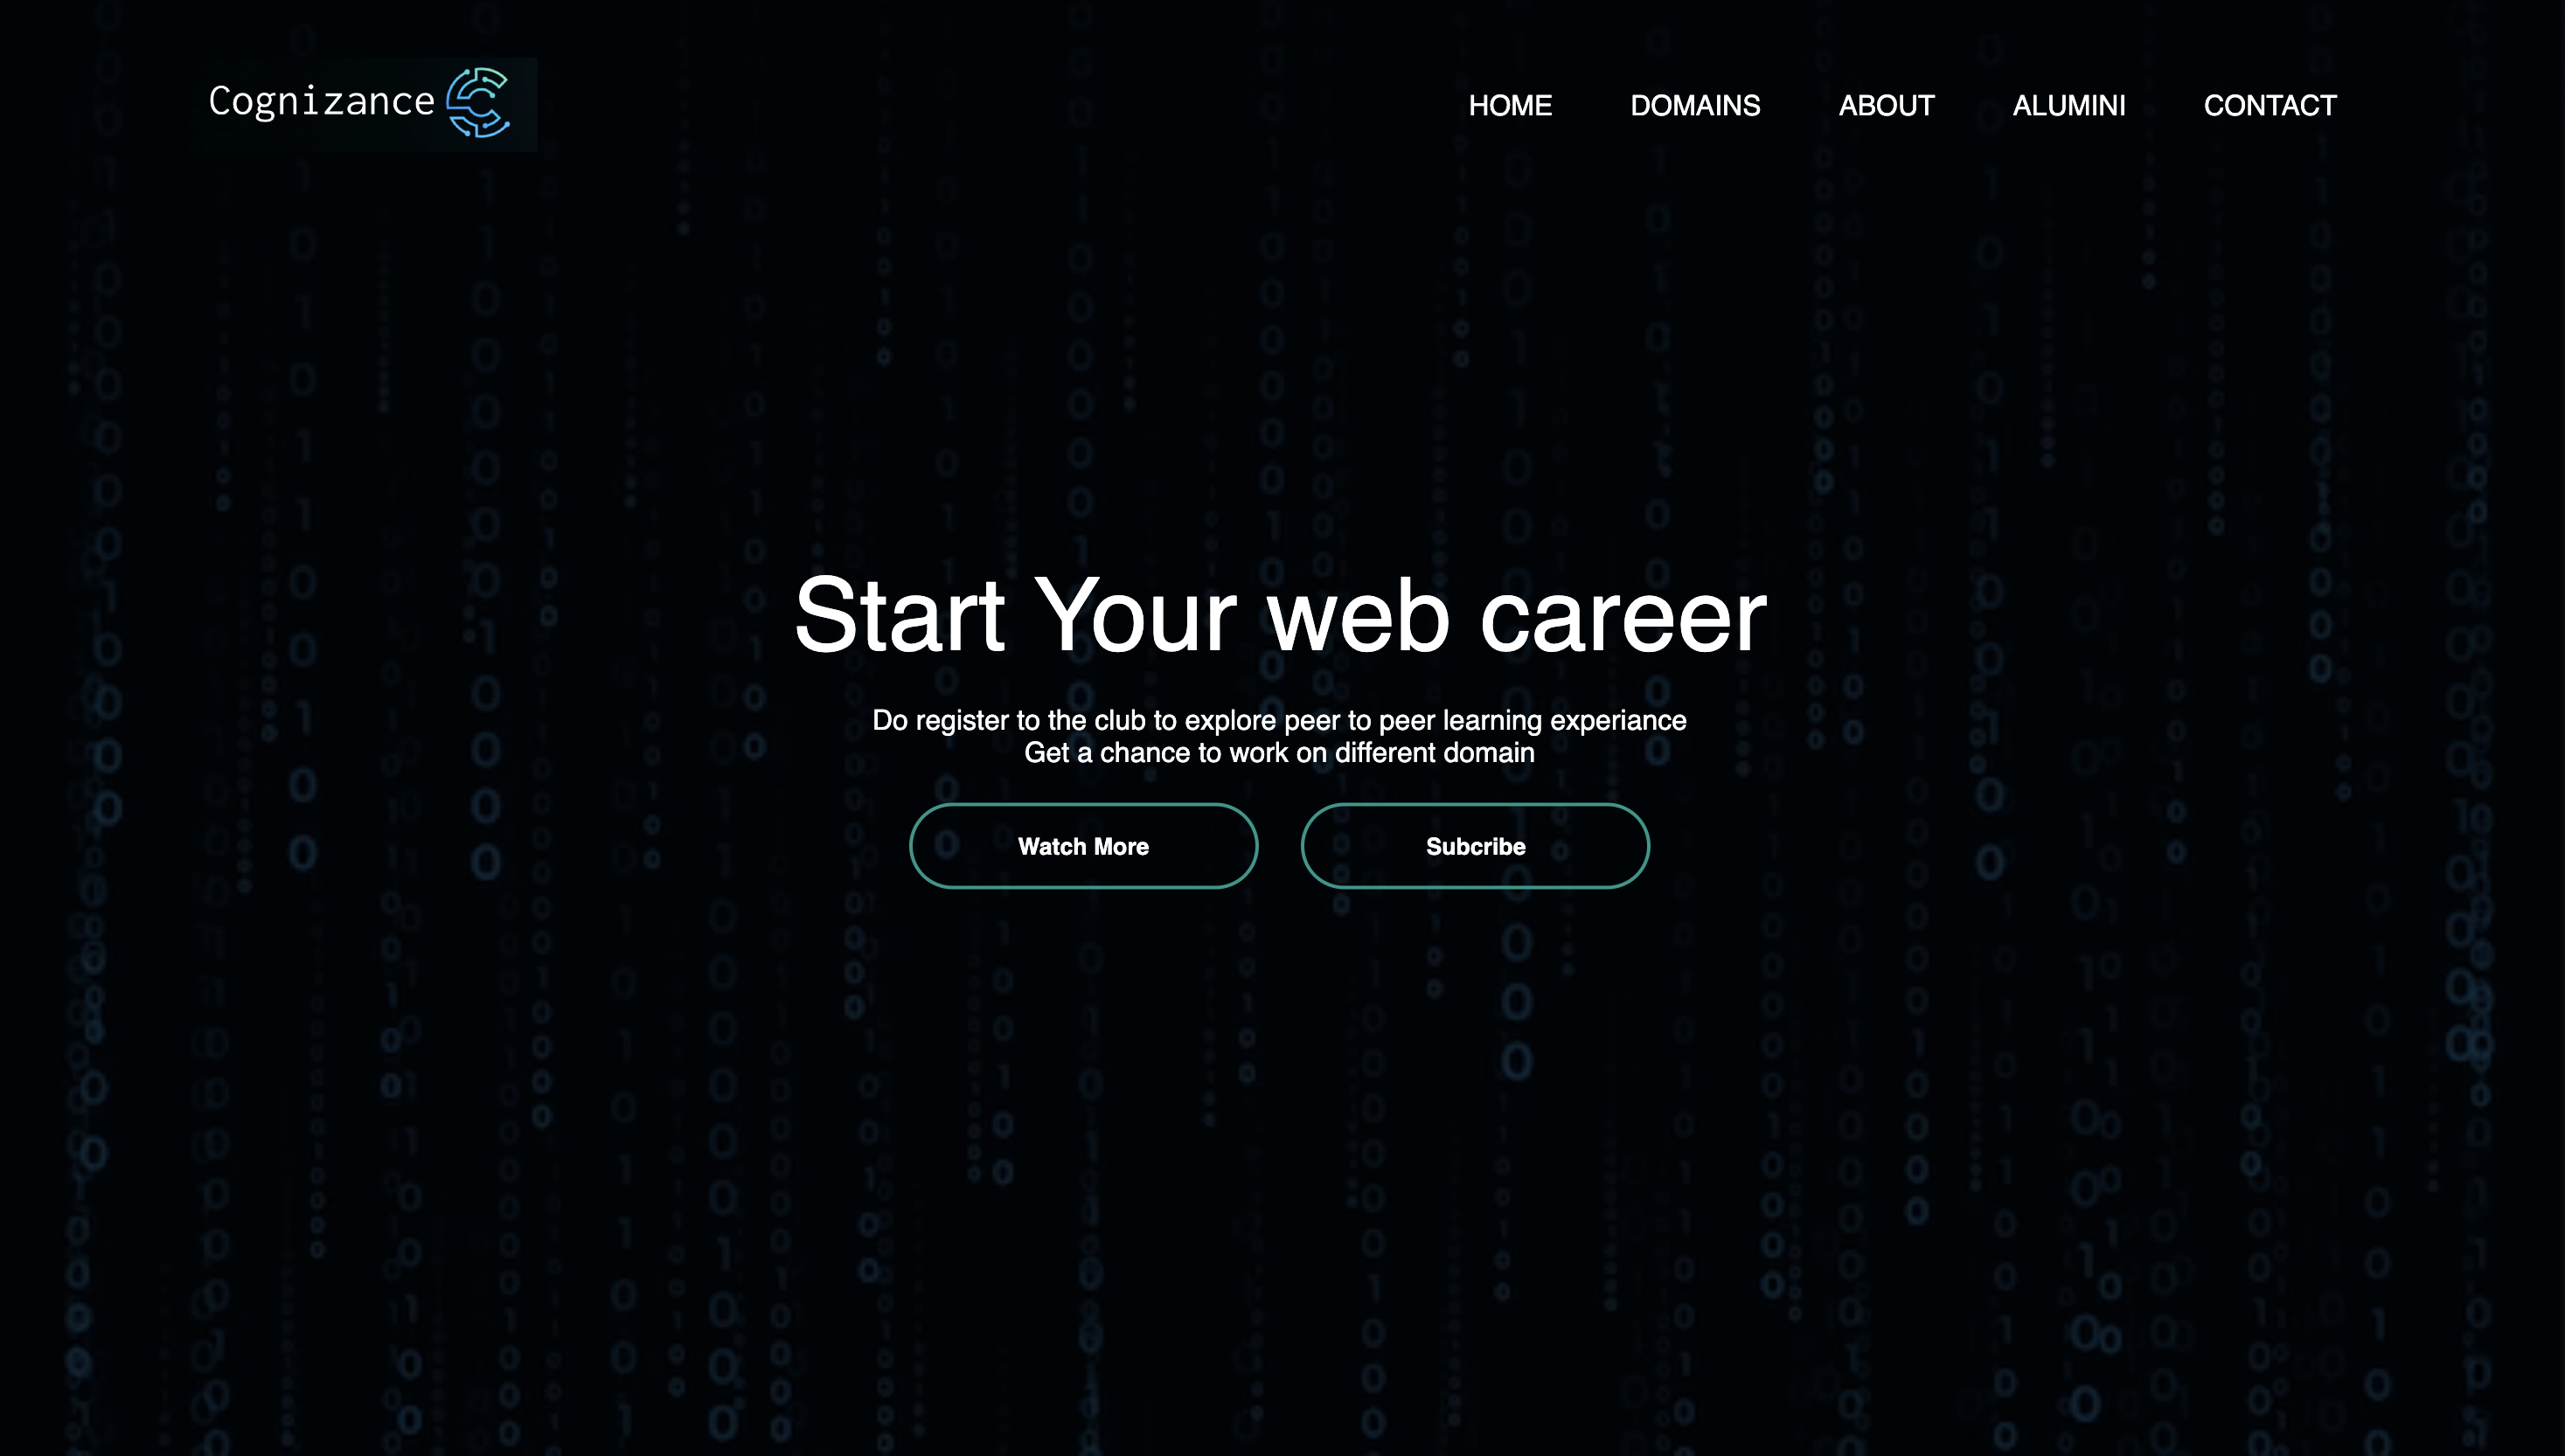 Cognizance
HOME DOMAINS ABOUT ALUMINI CONTACT
Start Your web career
Do register to the club to explore peer to peer learning experiance
Get a chance to work on different domain
Watch More Subcribe